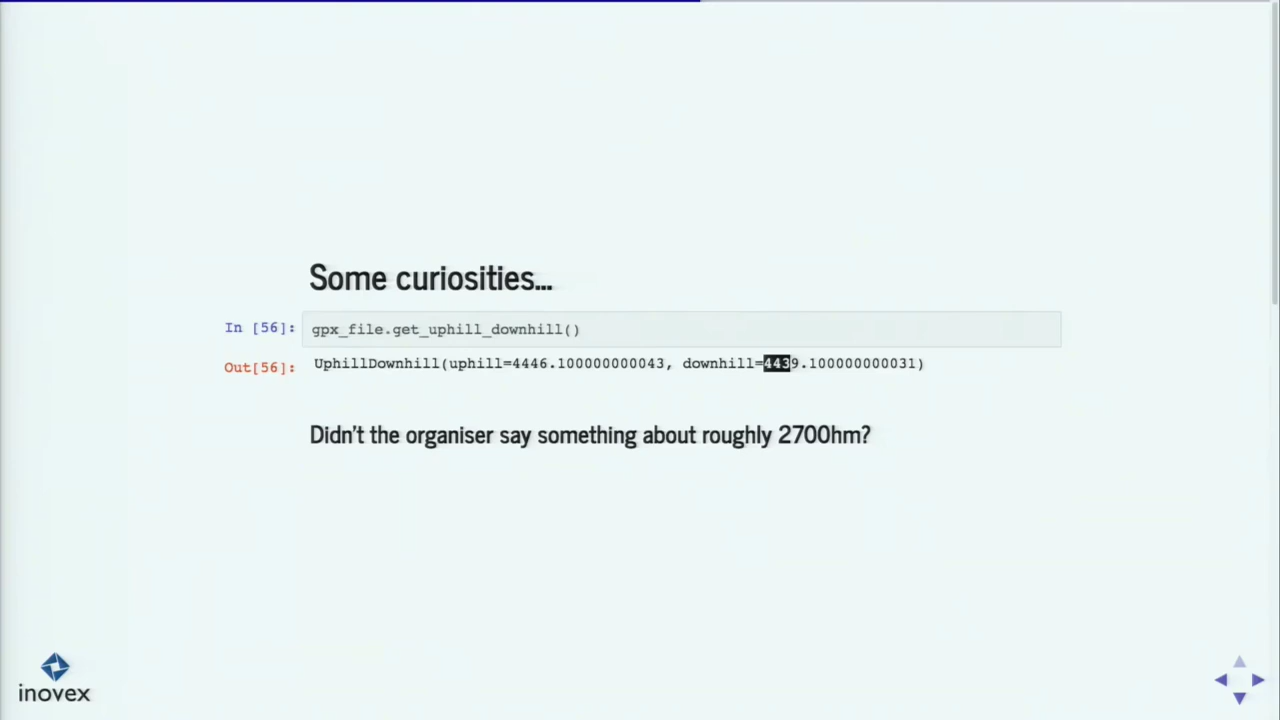 Some curiosities...
In [56]: gpx_file.get_uphill_downhill()
Out[56]: UphillDownhill(uphill=4446.100000000043, downhill=4439.100000000031)
Didn't the organiser say something about roughly 2700hm?
inovex